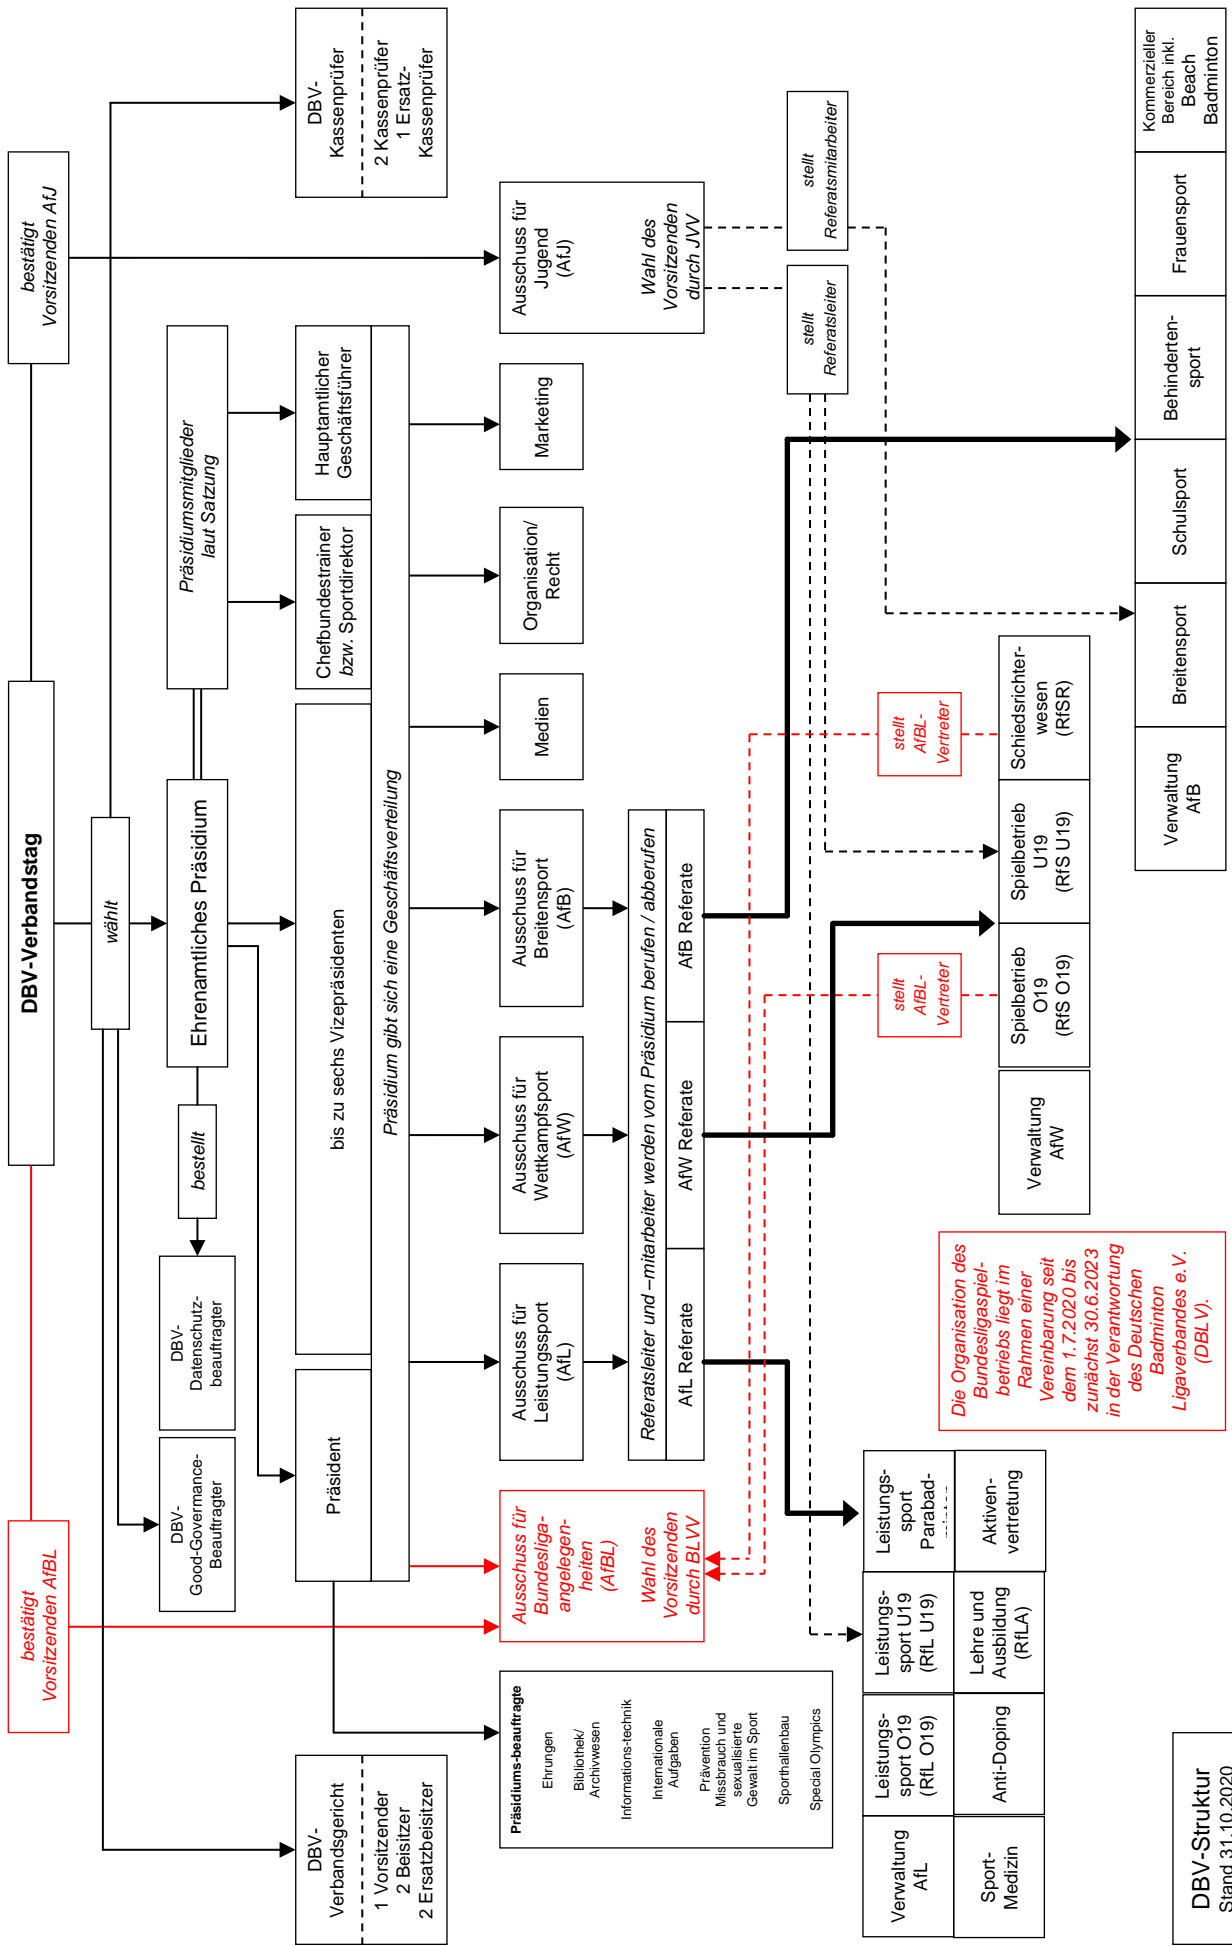 bestätigt
Vorsitzenden AfBL
DBV-Verbandstag
bestätigt
Vorsitzenden AfJ
wählt
DBV-
Good-Governance-
Beauftragter
DBV-
Datenschutz-
beauftragter
bestellt
Ehrenamtliches Präsidium
Präsidiumsmitglieder
laut Satzung
DBV-
Verbandsgericht
1 Vorsitzender
2 Beisitzer
2 Ersatzbeisitzer
Präsident
bis zu sechs Vizepräsidenten
Chefbundestrainer
bzw. Sportdirektor
Hauptamtlicher
Geschäftsführer
DBV-
Kassenprüfer
2 Kassenprüfer
1 Ersatz-
Kassenprüfer
Präsidium gibt sich eine Geschäftsverteilung
Präsidiums-beauftragte
Ehrungen
Bibliothek/
Archivwesen
Informations-technik
Internationale
Aufgaben
Prävention
Missbrauch und
sexualisierte
Gewalt im Sport
Sporthallenbau
Special Olympics
Ausschuss für
Bundesliga-
angelegen-
heiten
(AfBL)
Wahl des
Vorsitzenden
durch BLVV
Ausschuss für
Leistungssport
(AfL)
Ausschuss für
Wettkampfsport
(AfW)
Ausschuss für
Breitensport
(AfB)
Medien
Organisation/
Recht
Marketing
Ausschuss für
Jugend
(AfJ)
Wahl des
Vorsitzenden
durch JVV
Referatsleiter und –mitarbeiter werden vom Präsidium berufen / abberufen
AfL Referate
AfW Referate
AfB Referate
stellt
Referatsleiter
stellt
Referatsmitarbeiter
stellt
AfBL-
Vertreter
stellt
AfBL-
Vertreter
Verwaltung
AfL
Leistungs-
sport O19
(RfL O19)
Leistungs-
sport U19
(RfL U19)
Leistungs-
sport
Parabad-
Sport-
Medizin
Anti-Doping
Lehre und
Ausbildung
(RfLA)
Aktiven-
vertretung
Die Organisation des
Bundesligaspiel-
betriebs liegt im
Rahmen einer
Vereinbarung seit
dem 1.7.2020 bis
zunächst 30.6.2023
in der Verantwortung
des Deutschen
Badminton
Ligaverbandes e.V.
(DBLV).
Verwaltung
AfW
Spielbetrieb
O19
(RfS O19)
Spielbetrieb
U19
(RfS U19)
Schiedsrichter-
wesen
(RfSR)
Verwaltung
AfB
Breitensport
Schulsport
Behinderten-
sport
Frauensport
Kommerzieller
Bereich inkl.
Beach
Badminton
DBV-Struktur
Stand 31.10.2020